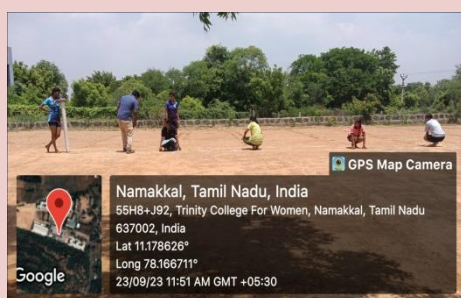 GPS Map Camera
Namakkal, Tamil Nadu, India
55H8+J92, Trinity College For Women, Namakkal, Tamil Nadu
637002, India
Lat 11.178626°
Long 78.166711°
23/09/23 11:51 AM GMT +05:30
Google